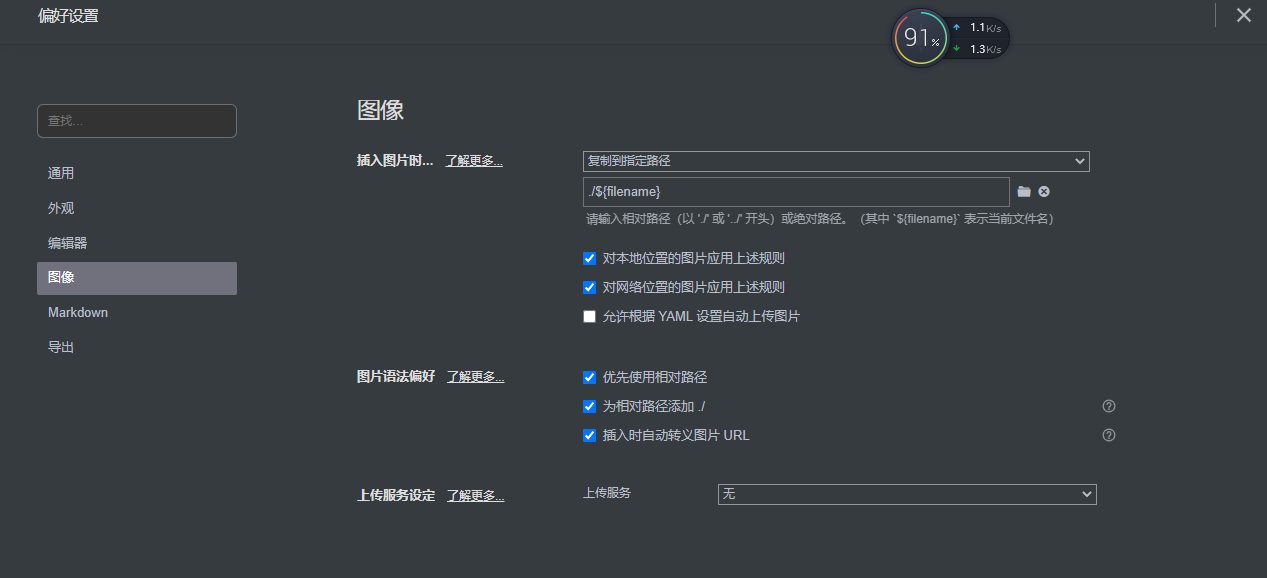 偏好设置
91%
1.1K/s
1.3K/s
查找...
通用
外观
编辑器
图像
Markdown
导出
图像
插入图片时... 了解更多...
复制到指定路径
./${filename}
请输入相对路径（以 './' 或 '../' 开头）或绝对路径。 （其中 `${filename}` 表示当前文件名）
对本地位置的图片应用上述规则
对网络位置的图片应用上述规则
允许根据 YAML 设置自动上传图片
图片语法偏好 了解更多...
优先使用相对路径
为相对路径添加 ./
插入时自动转义图片 URL
上传服务设定 了解更多...
上传服务
无